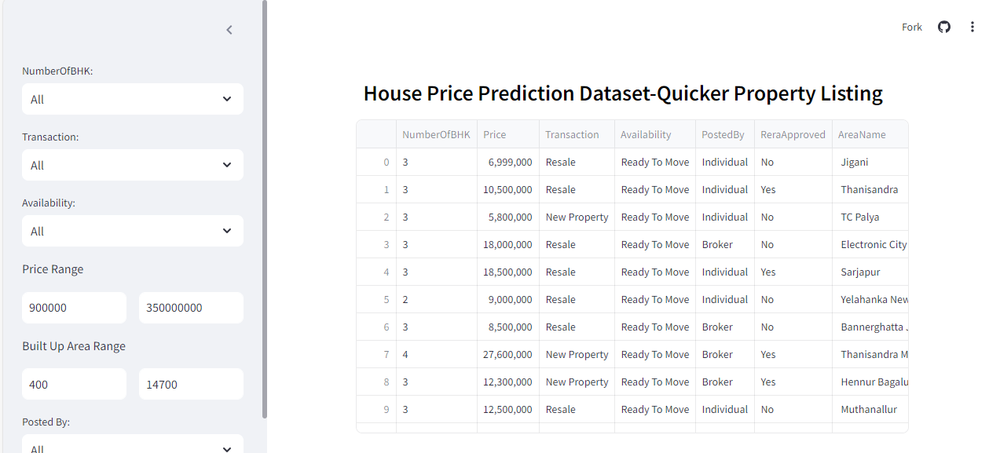 Fork
NumberOfBHK:
All
Transaction:
All
Availability:
All
Price Range
900000 350000000
Built Up Area Range
400 14700
Posted By:
All
House Price Prediction Dataset-Quicker Property Listing
NumberOfBHK Price Transaction Availability PostedBy ReraApproved AreaName
0 3 6,999,000 Resale Ready To Move Individual No Jigani
1 3 10,500,000 Resale Ready To Move Individual Yes Thanisandra
2 3 5,800,000 New Property Ready To Move Individual No TC Palya
3 3 18,000,000 Resale Ready To Move Broker No Electronic City
4 3 18,500,000 Resale Ready To Move Individual Yes Sarjapur
5 2 9,000,000 Resale Ready To Move Individual No Yelahanka New
6 3 8,500,000 Resale Ready To Move Broker No Bannerghatta
7 4 27,600,000 New Property Ready To Move Broker Yes Thanisandra M
8 3 12,300,000 New Property Ready To Move Broker Yes Hennur Bagalu
9 3 12,500,000 Resale Ready To Move Individual No Muthanallur